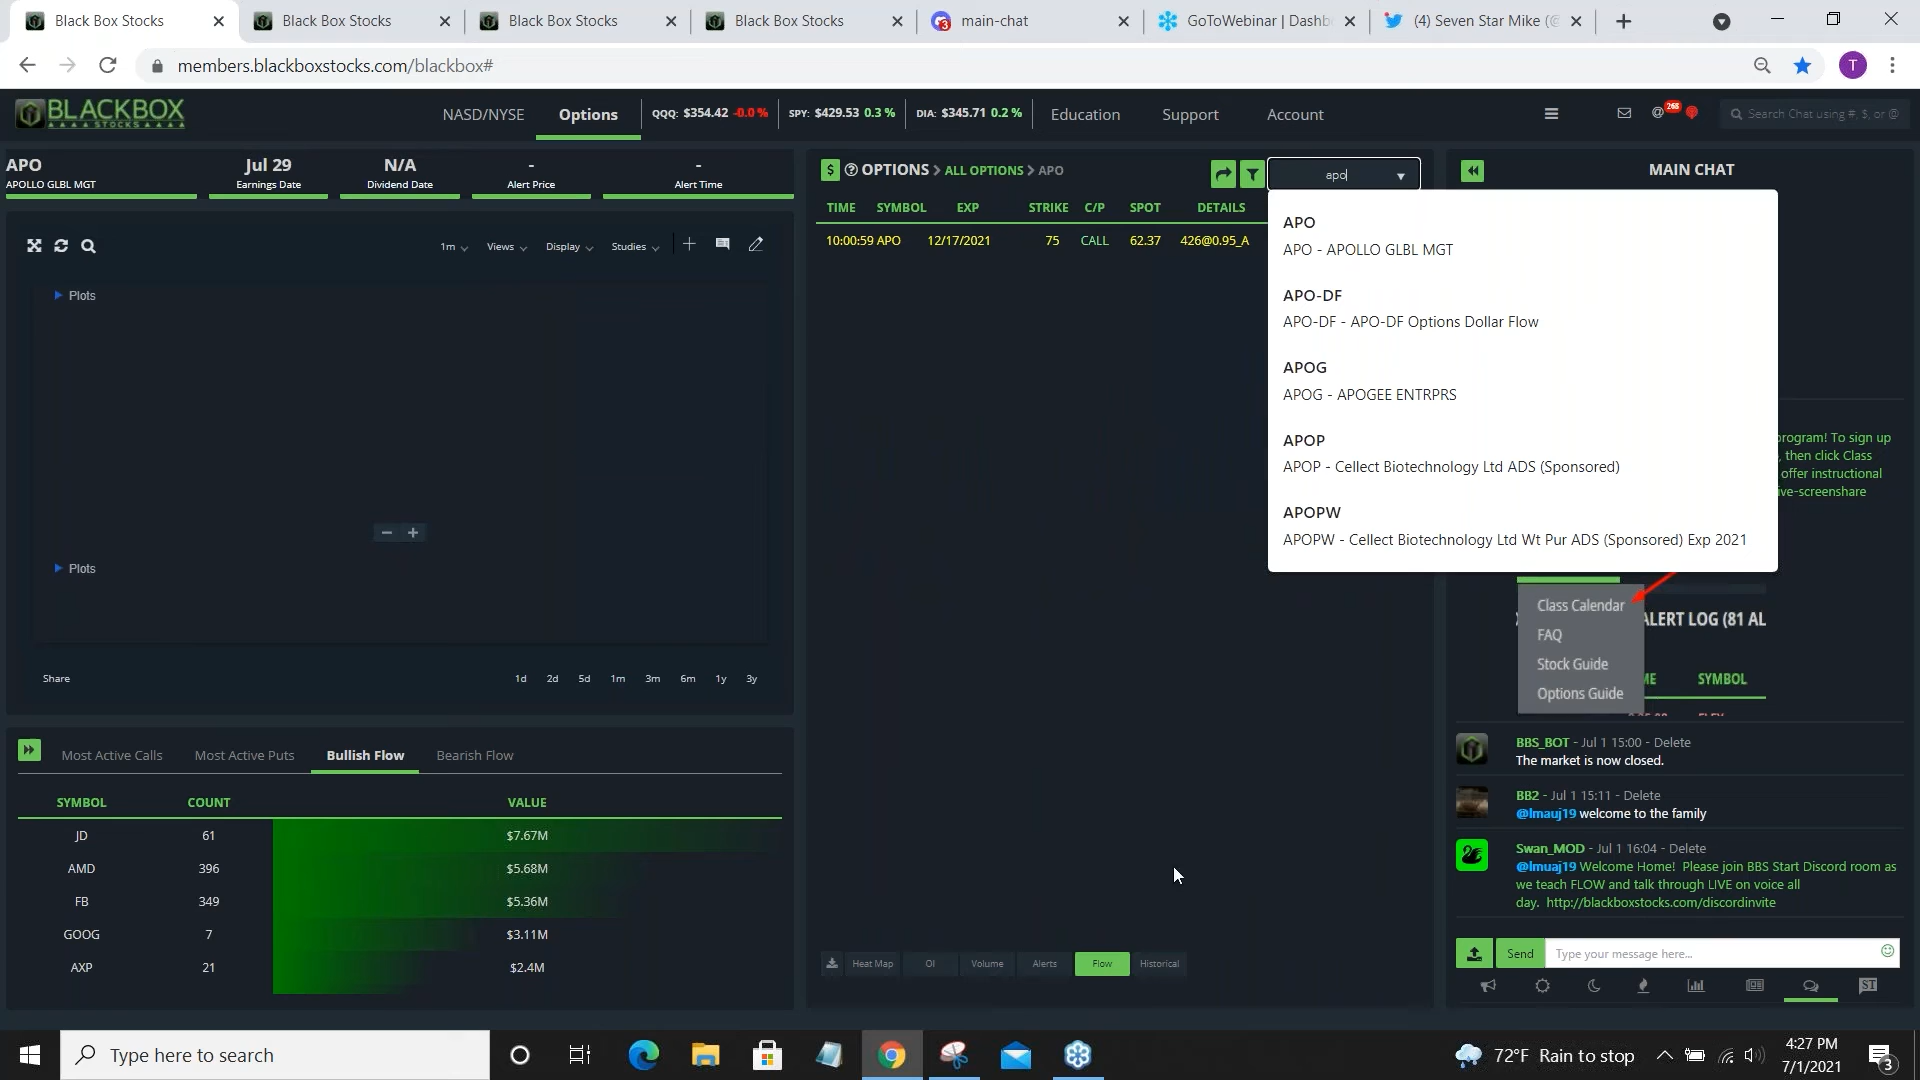 Black Box Stocks
Black Box Stocks
Black Box Stocks
Black Box Stocks
3
main-chat
GoToWebinar | Dashb
(4) Seven Star Mike (@
members.blackboxstocks.com/blackbox#
T
BLACKBOX
STOCKS
NASD/NYSE
Options
QQQ: $354.42 -0.0 %
SPY: $429.53 0.3 %
DIA: $345.71 0.2 %
Education
Support
Account
268
Search Chat using #, $, or @
APO
APOLLO GLBL MGT
Jul 29
Earnings Date
N/A
Dividend Date
-
Alert Price
-
Alert Time
1m
Views
Display
Studies
Plots
Plots
Share
1d 2d 5d 1m 3m 6m 1y 3y
Most Active Calls
Most Active Puts
Bullish Flow
Bearish Flow
SYMBOL COUNT VALUE
JD 61 $7.67M
AMD 396 $5.68M
FB 349 $5.36M
GOOG 7 $3.11M
AXP 21 $2.4M
$ OPTIONS > ALL OPTIONS > APO
apo
TIME SYMBOL EXP STRIKE C/P SPOT DETAILS
10:00:59 APO 12/17/2021 75 CALL 62.37 426@0.95_A
APO
APO - APOLLO GLBL MGT
APO-DF
APO-DF - APO-DF Options Dollar Flow
APOG
APOG - APOGEE ENTRPRS
APOP
APOP - Cellect Biotechnology Ltd ADS (Sponsored)
APOPW
APOPW - Cellect Biotechnology Ltd Wt Pur ADS (Sponsored) Exp 2021
Heat Map
OI
Volume
Alerts
Flow
Historical
MAIN CHAT
program! To sign up
, then click Class
offer instructional
ive-screenshare
Class Calendar
FAQ
Stock Guide
Options Guide
ALERT LOG (81 AL
ME SYMBOL
BBS_BOT - Jul 1 15:00 - Delete
The market is now closed.
BB2 - Jul 1 15:11 - Delete
@lmauj19 welcome to the family
Swan_MOD - Jul 1 16:04 - Delete
@lmuaj19 Welcome Home! Please join BBS Start Discord room as
we teach FLOW and talk through LIVE on voice all
day. http://blackboxstocks.com/discordinvite
Send
Type your message here...
ST
Type here to search
72°F Rain to stop
4:27 PM
7/1/2021
3